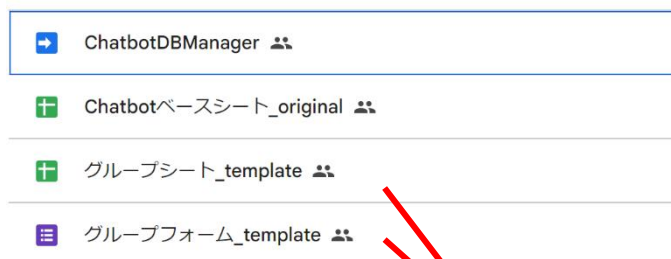 ChatbotDBManager
Chatbotベースシート_original
グループシート_template
グループフォーム_template